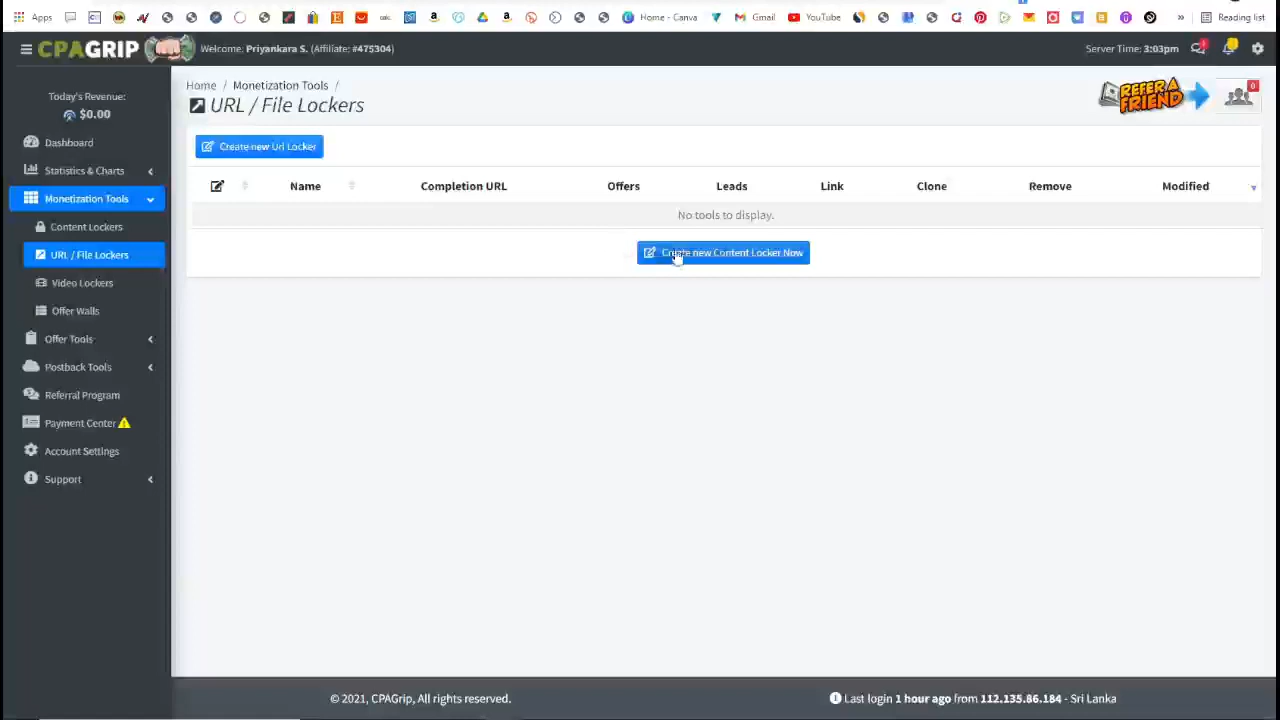 Apps
Home - Canva
Gmail
YouTube
»
Reading list
CPAGRIP
Welcome, Priyankara S. (Affiliate: #475304)
Server Time: 3:03pm
Today's Revenue:
$0.00
Dashboard
Statistics & Charts
Monetization Tools
Content Lockers
URL / File Lockers
Video Lockers
Offer Walls
Offer Tools
Postback Tools
Referral Program
Payment Center
Account Settings
Support
Home / Monetization Tools /
URL / File Lockers
REFER A
FRIEND
0
Create new Url Locker
Name Completion URL Offers Leads Link Clone Remove Modified
No tools to display.
Create new Content Locker Now
© 2021, CPAGrip, All rights reserved.
Last login 1 hour ago from 112.135.86.184 - Sri Lanka